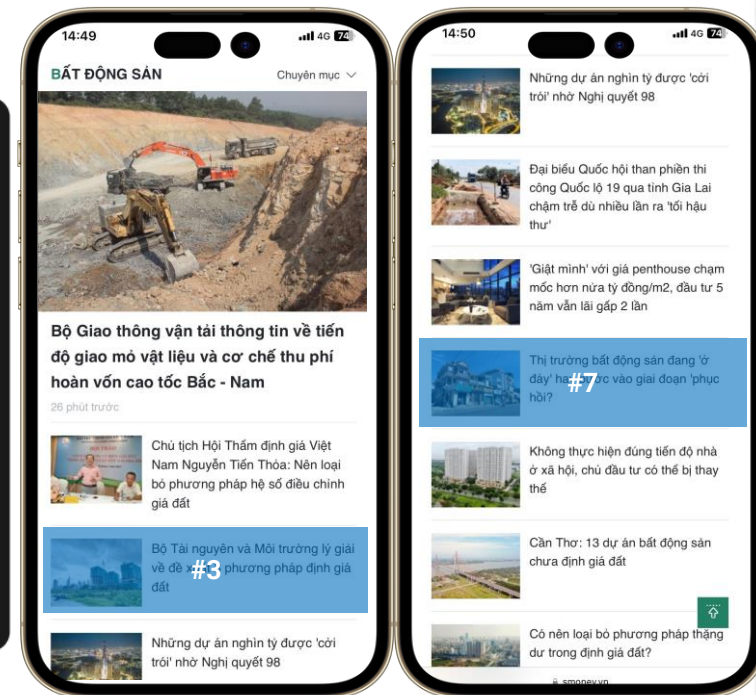 14:49
4G 74
BẤT ĐỘNG SẢN
Chuyên mục
Bộ Giao thông vận tải thông tin về tiến
độ giao mỏ vật liệu và cơ chế thu phí
hoàn vốn cao tốc Bắc - Nam
26 phút trước
Chủ tịch Hội Thẩm định giá Việt
Nam Nguyễn Tiến Thỏa: Nên loại
bỏ phương pháp hệ số điều chỉnh
giá đất
Bộ Tài nguyên và Môi trường lý giải
về đề phương pháp định giá
đất
#3
Những dự án nghìn tỷ được 'cởi
trói' nhờ Nghị quyết 98
14:50
4G 74
Những dự án nghìn tỷ được 'cởi
trói' nhờ Nghị quyết 98
Đại biểu Quốc hội than phiền thi
công Quốc lộ 19 qua tỉnh Gia Lai
chậm trễ dù nhiều lần ra 'tối hậu
thư'
'Giật mình' với giá penthouse chạm
mốc hơn nửa tỷ đồng/m2, đầu tư 5
năm vẫn lãi gấp 2 lần
Thị trường bất động sản đang 'ở
đáy' vào giai đoạn 'phục
hồi?
#7
Không thực hiện đúng tiến độ nhà
ở xã hội, chủ đầu tư có thể bị thay
thế
Cần Thơ: 13 dự án bất động sản
chưa định giá đất
Có nên loại bỏ phương pháp thặng
dư trong định giá đất?
smoney.vn